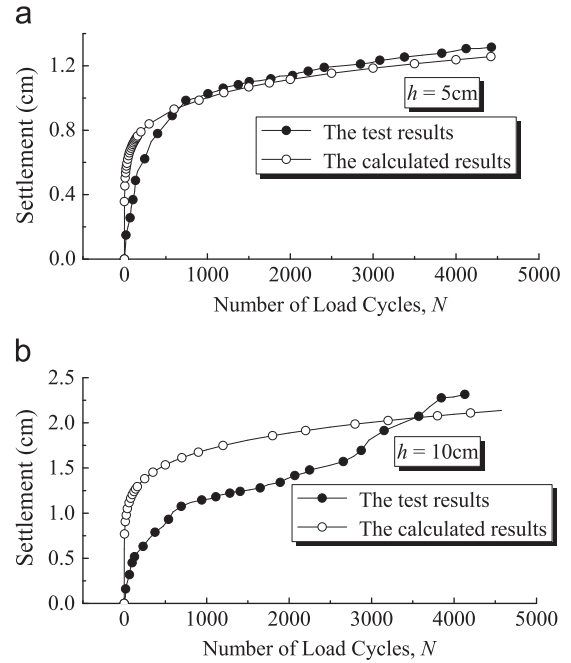 a
1.2
0.8
0.4
0.0
Settlement (cm)
h = 5cm
The test results
The calculated results
0 1000 2000 3000 4000 5000
Number of Load Cycles, N
b
2.5
2.0
1.5
1.0
0.5
0.0
Settlement (cm)
h = 10cm
The test results
The calculated results
0 1000 2000 3000 4000 5000
Number of Load Cycles, N